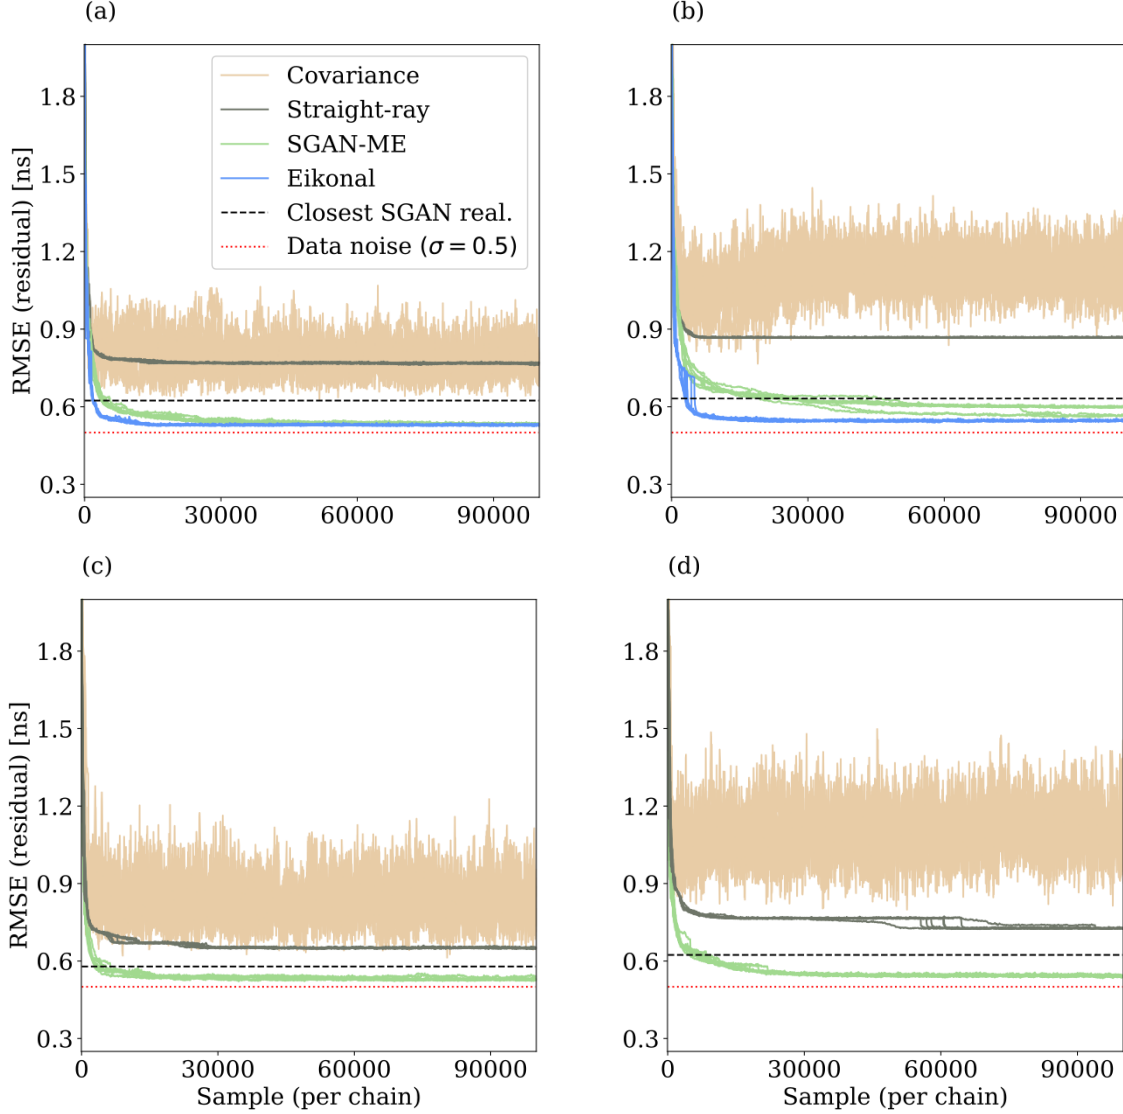 (a)
(b)
RMSE (residual) [ns]
1.8
1.5
1.2
0.9
0.6
0.3
Covariance
Straight-ray
SGAN-ME
Eikonal
Closest SGAN real.
Data noise (σ = 0.5)
0
30000
60000
90000
1.8
1.5
1.2
0.9
0.6
0.3
0
30000
60000
90000
(c)
(d)
RMSE (residual) [ns]
1.8
1.5
1.2
0.9
0.6
0.3
0
30000
60000
90000
Sample (per chain)
1.8
1.5
1.2
0.9
0.6
0.3
0
30000
60000
90000
Sample (per chain)